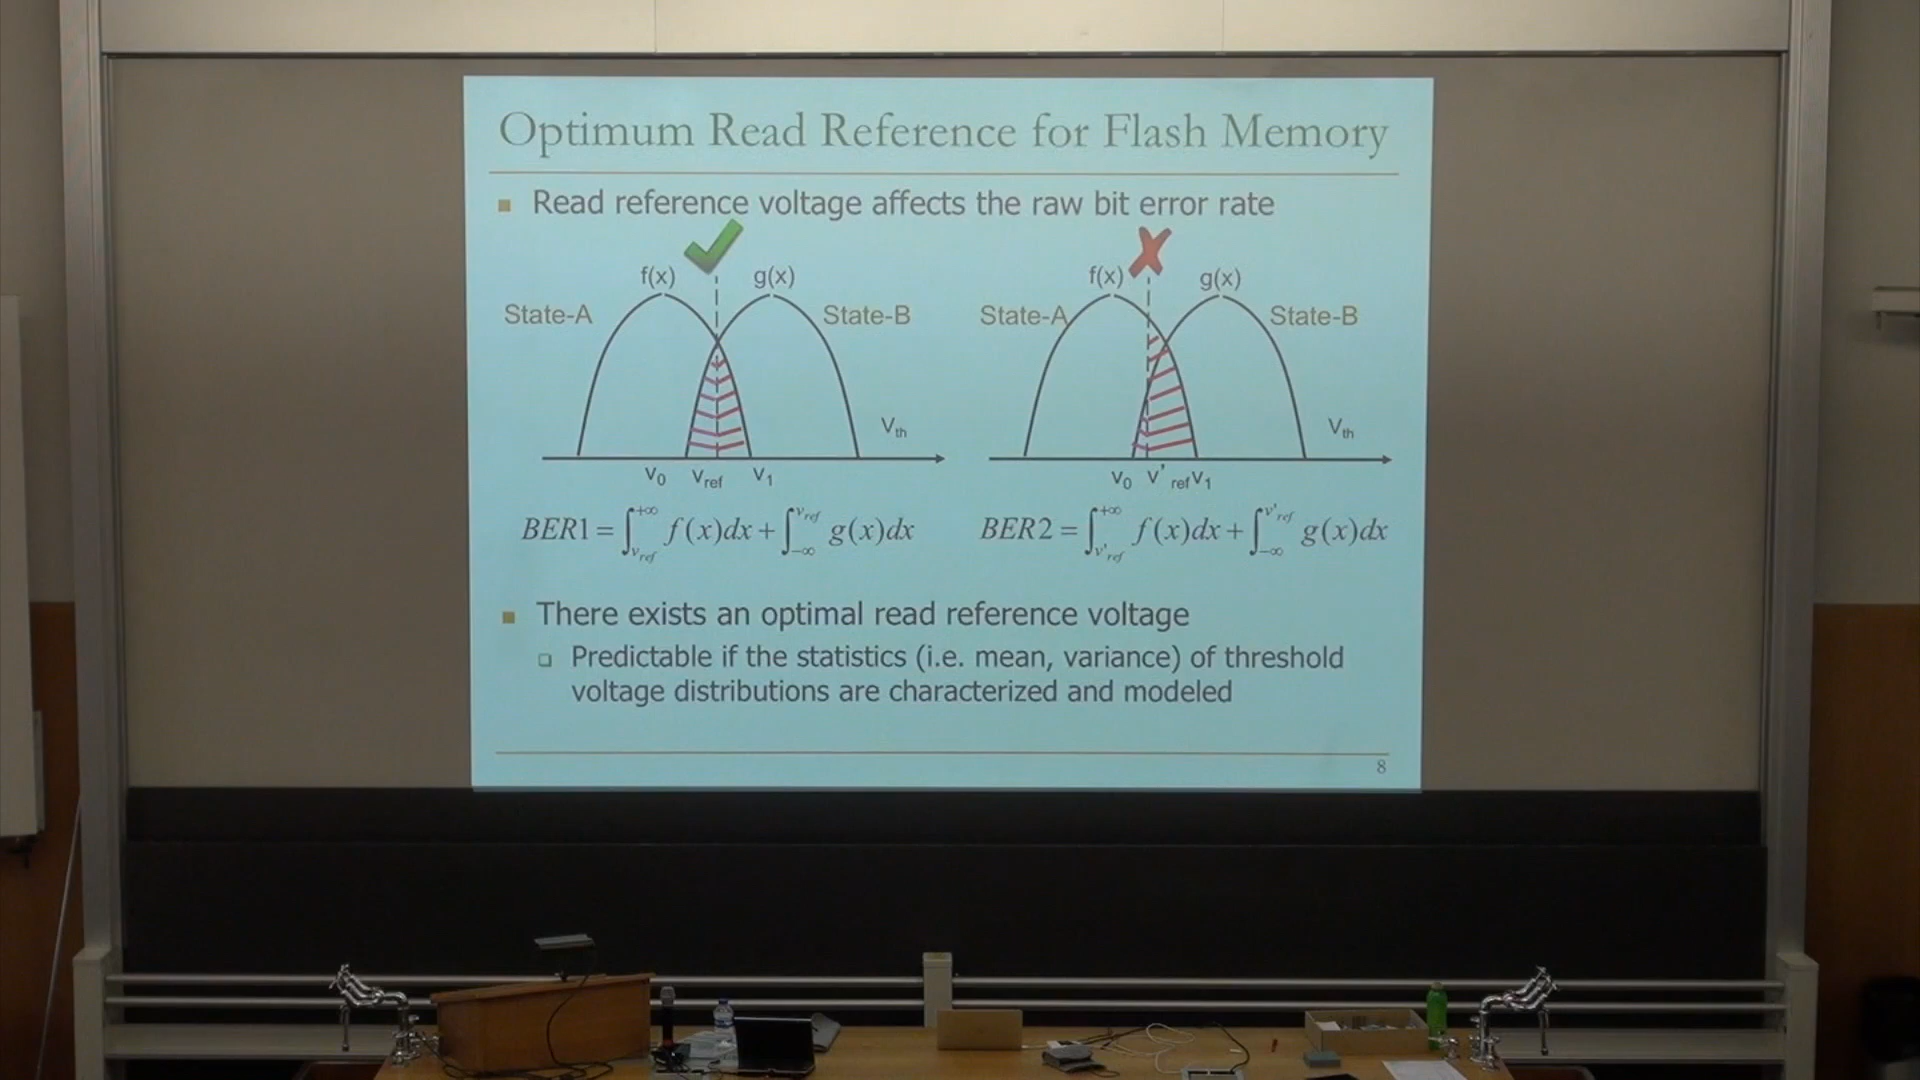 Optimum Read Reference for Flash Memory
Read reference voltage affects the raw bit error rate
f(x) g(x)
State-A State-B
Vth
v0 vref v1
BER1 = ∫_{vref}^{+∞} f(x)dx + ∫_{-∞}^{vref} g(x)dx
f(x) g(x)
State-A State-B
Vth
v0 v'ref v1
BER2 = ∫_{v'ref}^{+∞} f(x)dx + ∫_{-∞}^{v'ref} g(x)dx
There exists an optimal read reference voltage
Predictable if the statistics (i.e. mean, variance) of threshold
voltage distributions are characterized and modeled
8